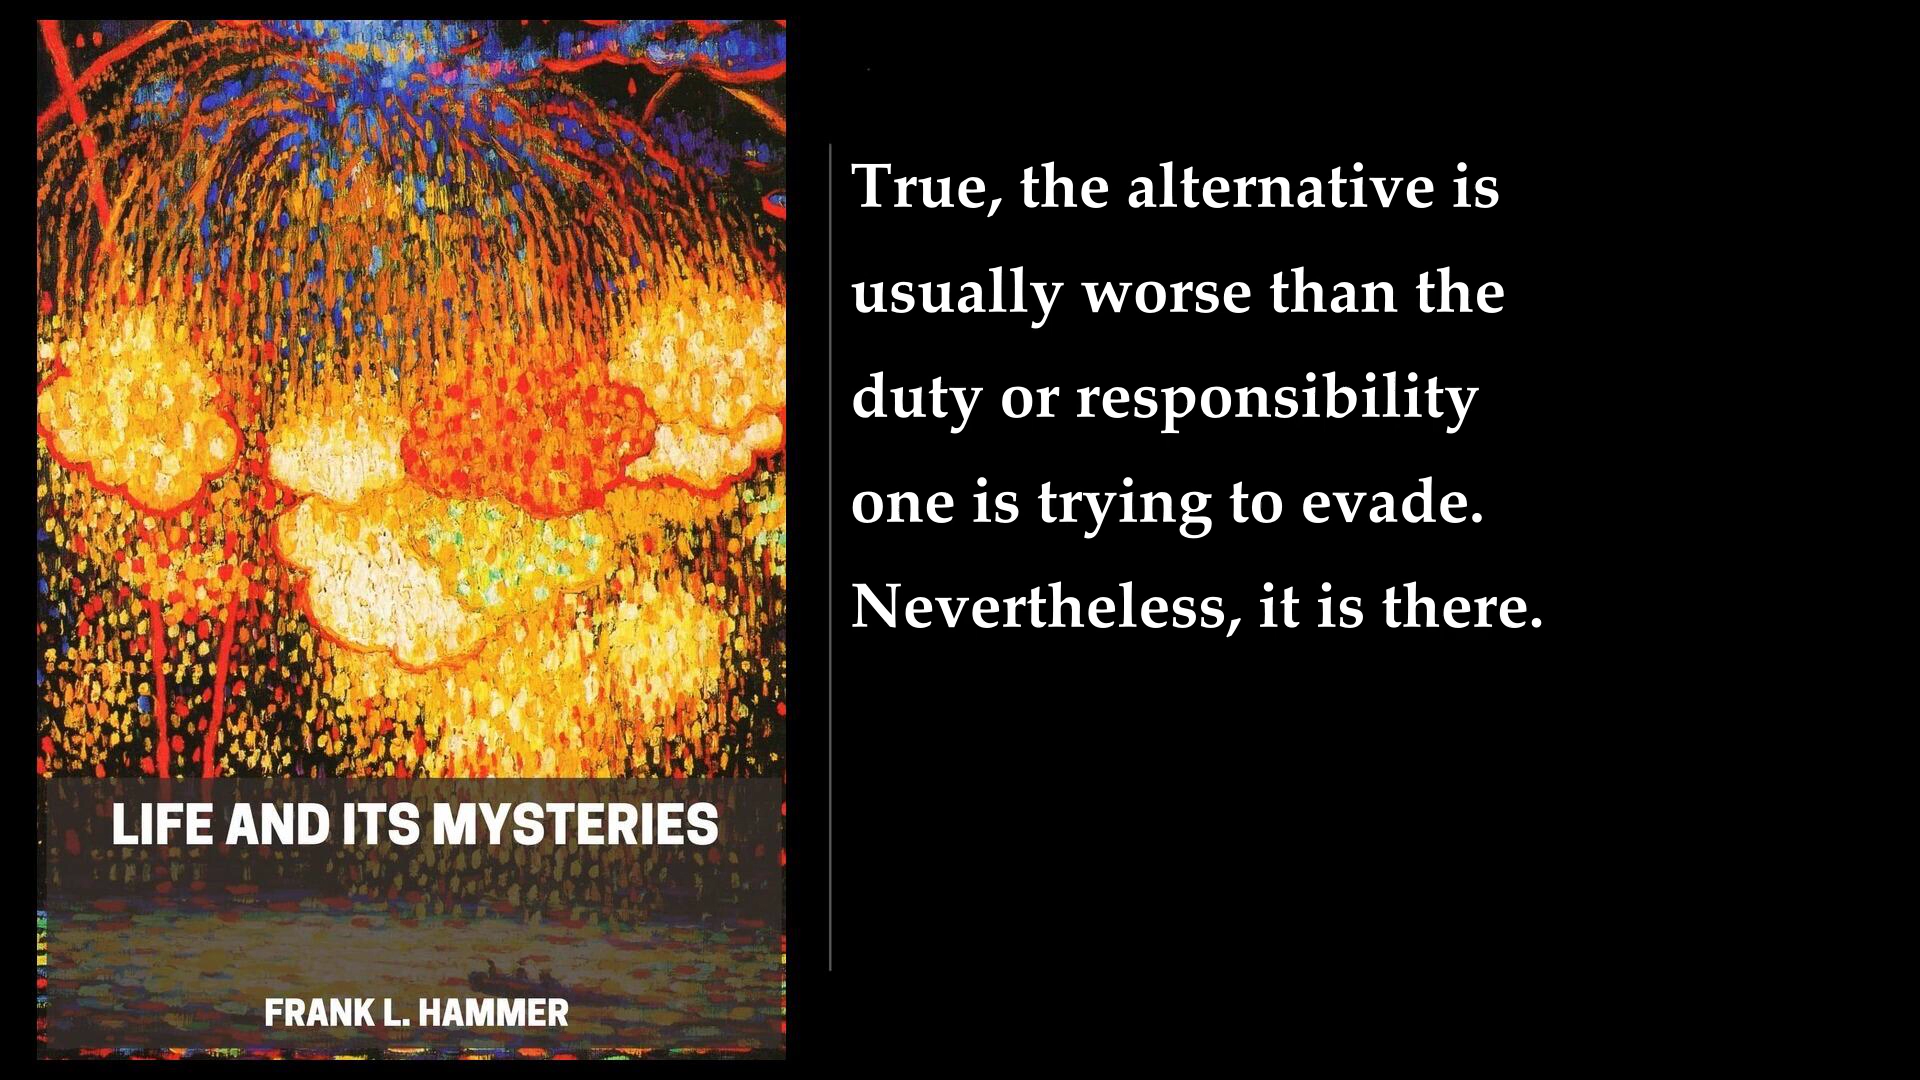 LIFE AND ITS MYSTERIES
FRANK L. HAMMER
True, the alternative is
usually worse than the
duty or responsibility
one is trying to evade.
Nevertheless, it is there.